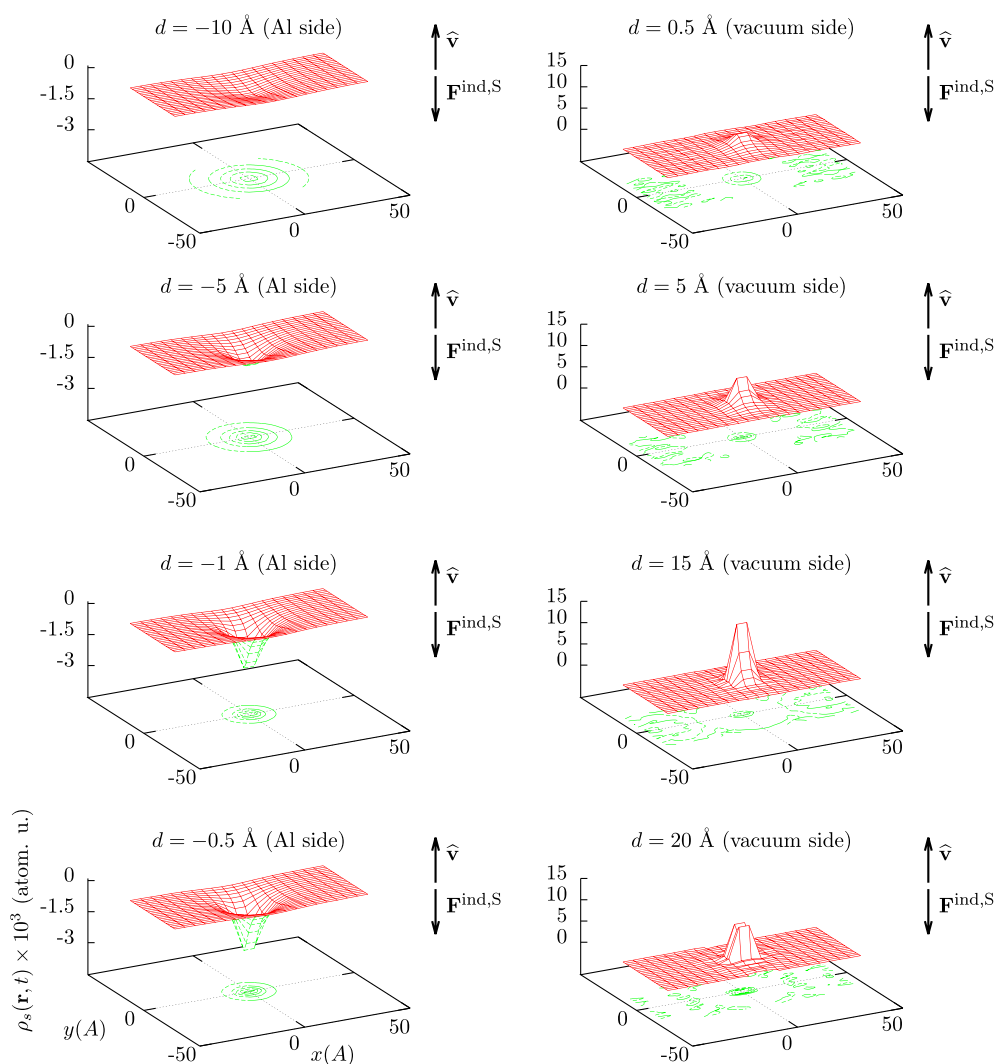 d = −10 Å (Al side)
0
-1.5
-3
0
-50
0
50
v̂
F^ind,S
d = 0.5 Å (vacuum side)
15
10
5
0
0
-50
0
50
v̂
F^ind,S
d = −5 Å (Al side)
0
-1.5
-3
0
-50
0
50
v̂
F^ind,S
d = 5 Å (vacuum side)
15
10
5
0
0
-50
0
50
v̂
F^ind,S
d = −1 Å (Al side)
0
-1.5
-3
0
-50
0
50
v̂
F^ind,S
d = 15 Å (vacuum side)
15
10
5
0
0
-50
0
50
v̂
F^ind,S
d = −0.5 Å (Al side)
0
-1.5
-3
0
-50
0
50
v̂
F^ind,S
ρ_s(r, t) × 10^3 (atom. u.)
y(A)
x(A)
d = 20 Å (vacuum side)
15
10
5
0
0
-50
0
50
v̂
F^ind,S